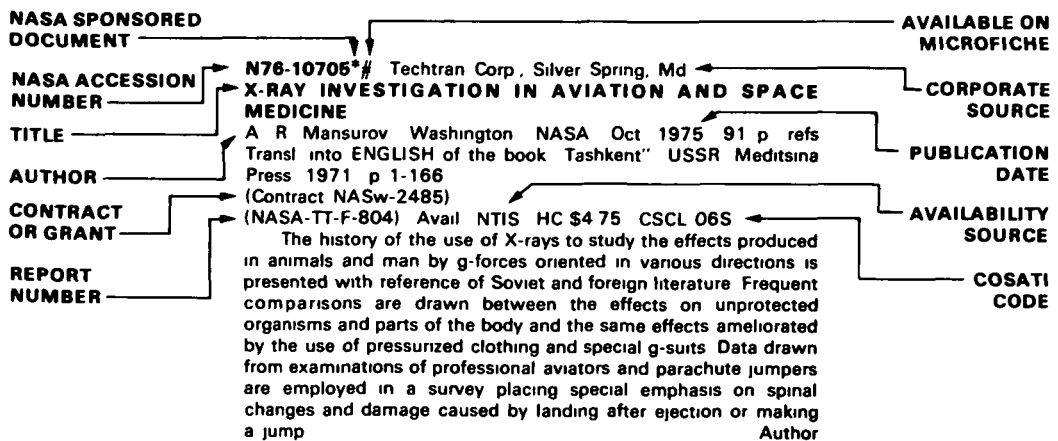 NASA SPONSORED
DOCUMENT
AVAILABLE ON
MICROFICHE
NASA ACCESSION
NUMBER
N76-10705*# Techtran Corp, Silver Spring, Md
CORPORATE
SOURCE
TITLE
X-RAY INVESTIGATION IN AVIATION AND SPACE
MEDICINE
AUTHOR
A R Mansurov Washington NASA Oct 1975 91 p refs
Transl into ENGLISH of the book Tashkent" USSR Meditsina
Press 1971 p 1-166
PUBLICATION
DATE
CONTRACT
OR GRANT
(Contract NASw-2485)
(NASA-TT-F-804) Avail NTIS HC $4 75 CSCL 06S
AVAILABILITY
SOURCE
REPORT
NUMBER
COSATI
CODE
The history of the use of X-rays to study the effects produced
in animals and man by g-forces oriented in various directions is
presented with reference of Soviet and foreign literature Frequent
comparisons are drawn between the effects on unprotected
organisms and parts of the body and the same effects ameliorated
by the use of pressurized clothing and special g-suits Data drawn
from examinations of professional aviators and parachute jumpers
are employed in a survey placing special emphasis on spinal
changes and damage caused by landing after ejection or making
a jump Author